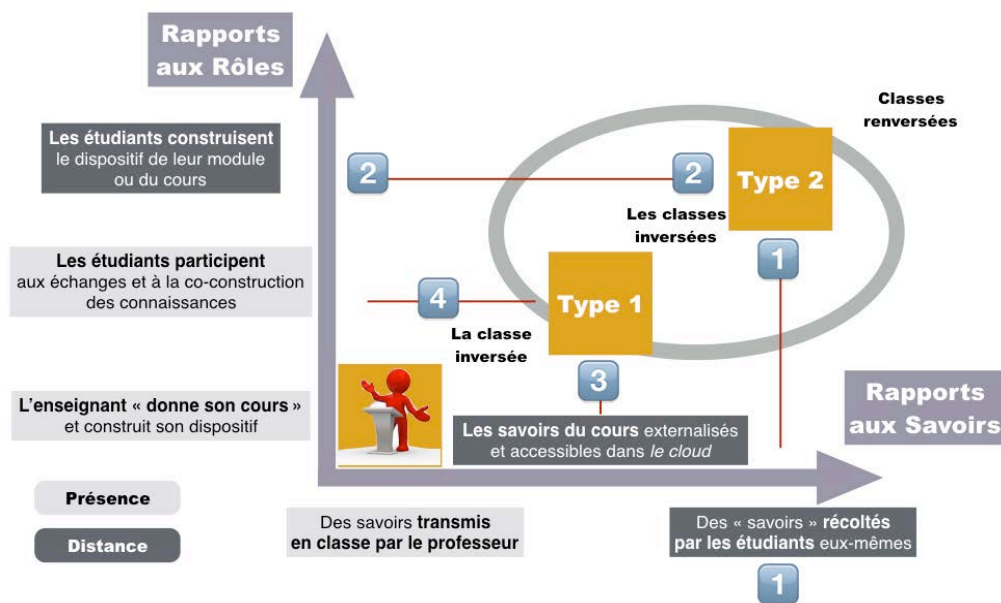 Rapports
aux Rôles
Classes
renversées
Les étudiants construisent
le dispositif de leur module
ou du cours
2
2
Type 2
Les classes
inversées
1
Les étudiants participent
aux échanges et à la co-construction
des connaissances
4
Type 1
La classe
inversée
3
Rapports
aux Savoirs
L'enseignant « donne son cours »
et construit son dispositif
Les savoirs du cours externalisés
et accessibles dans le cloud
Présence
Distance
Des savoirs transmis
en classe par le professeur
Des « savoirs » récoltés
par les étudiants eux-mêmes
1